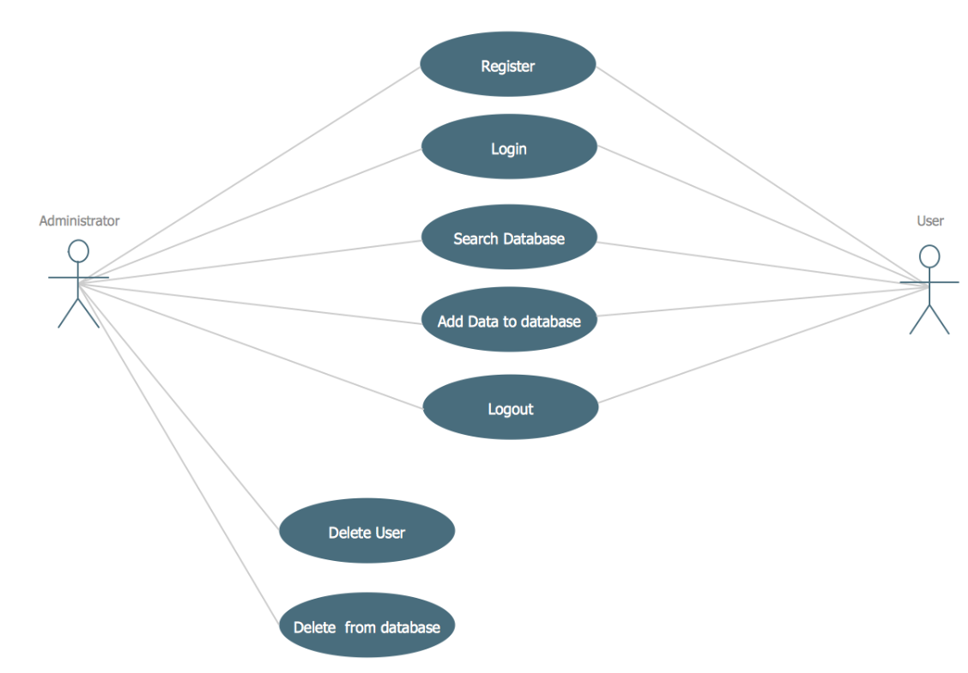 Register
Login
Administrator
User
Search Database
Add Data to database
Logout
Delete User
Delete  from database